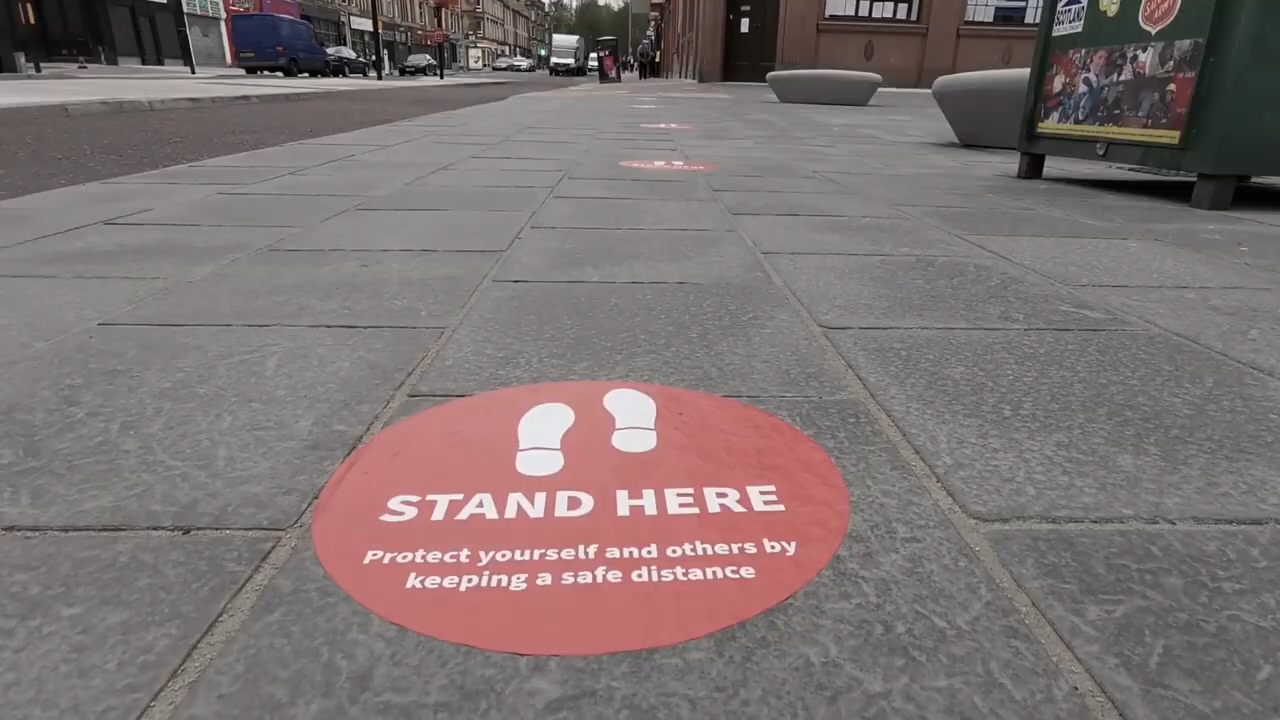 SCOTLAND
STAND HERE
Protect yourself and others by
keeping a safe distance